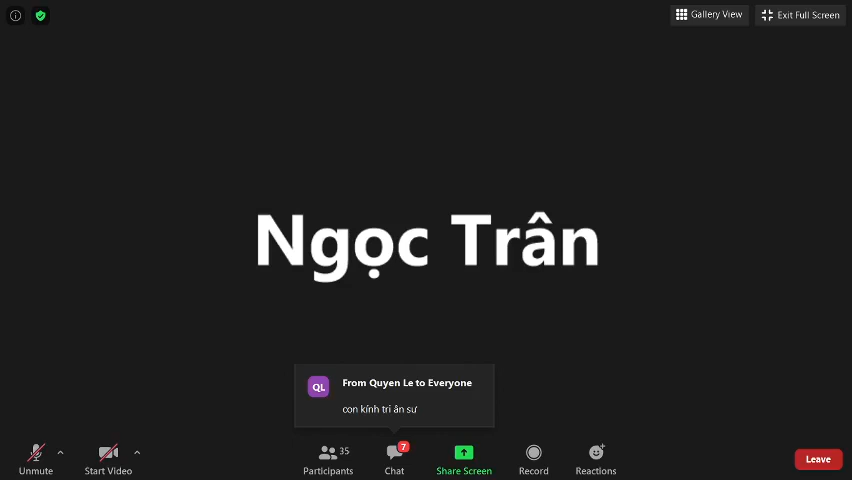 Gallery View
Exit Full Screen
Ngọc Trân
QL
From Quyen Le to Everyone
con kính tri ân sư
35
7
Unmute
Start Video
Participants
Chat
Share Screen
Record
Reactions
Leave